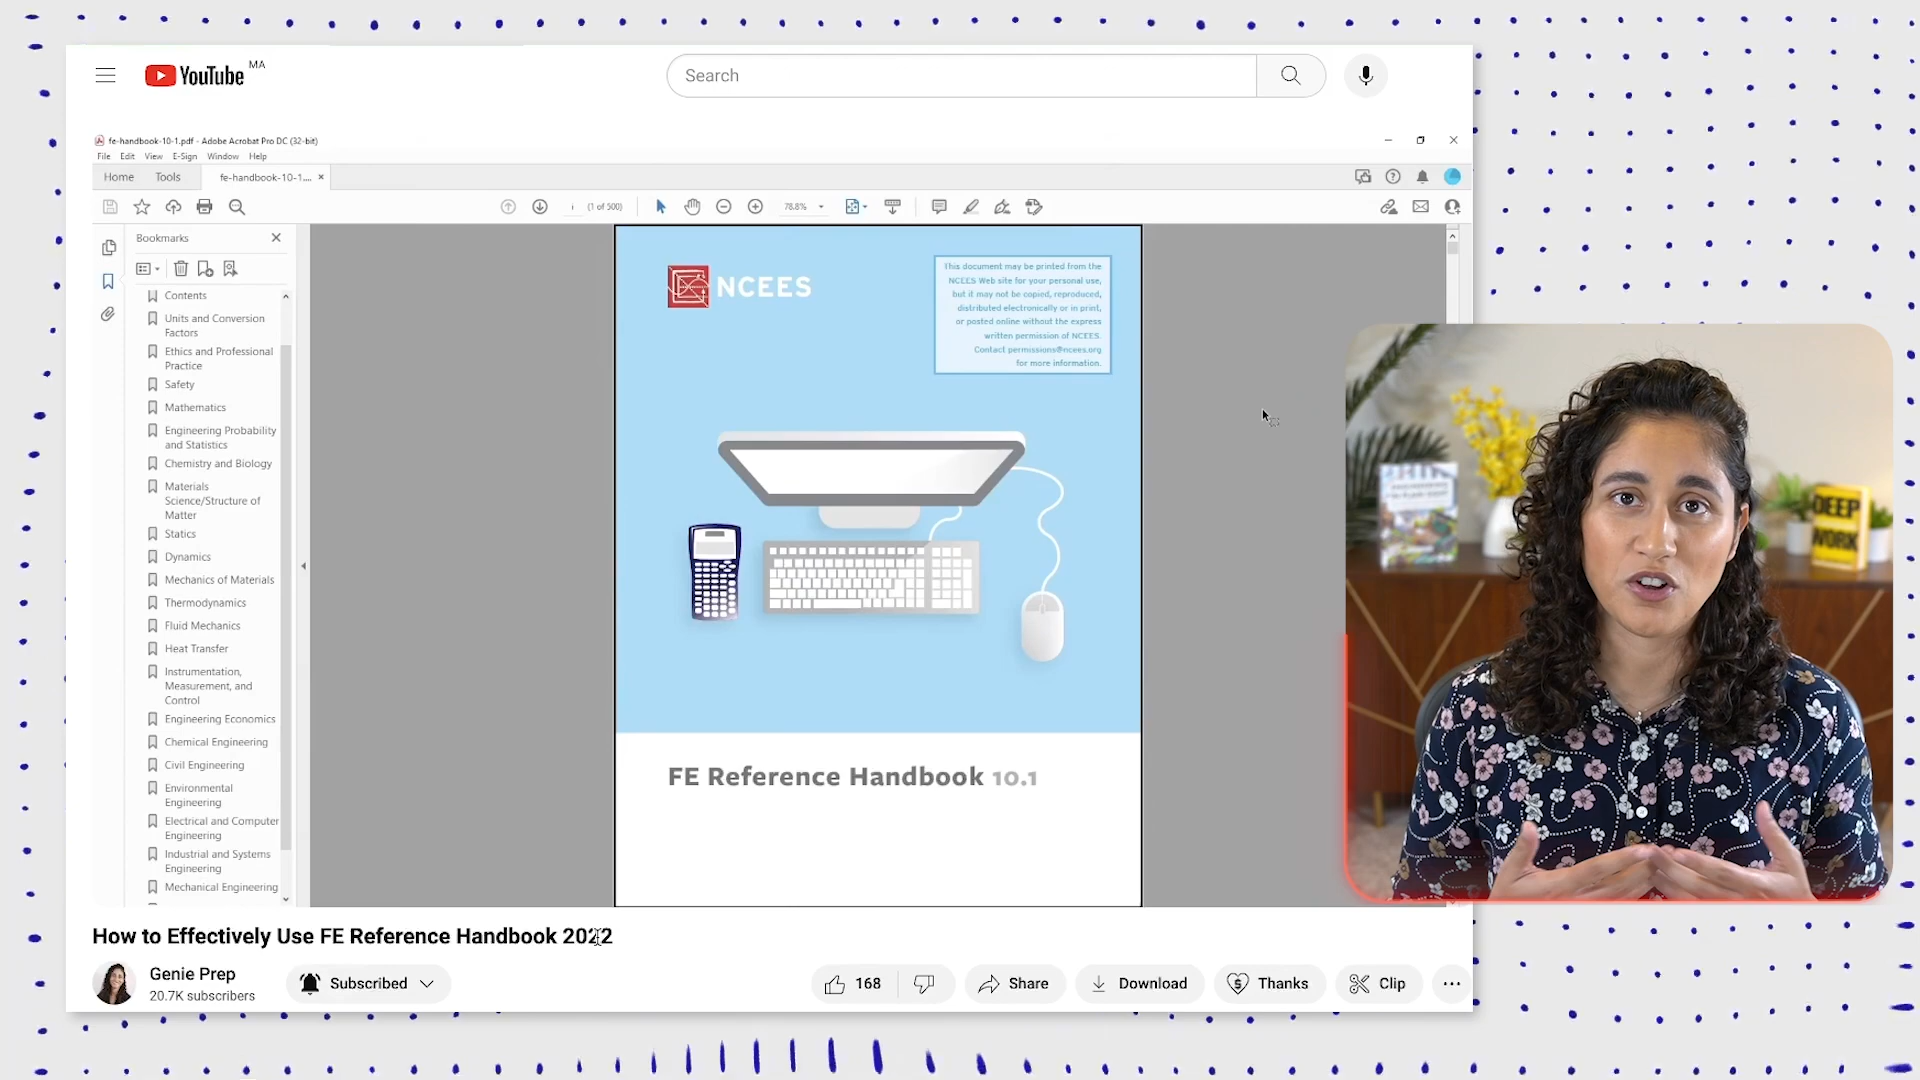 YouTube MA
Search
fe-handbook-10-1.pdf - Adobe Acrobat Pro DC (32-bit)
File Edit View E-Sign Window Help
Home Tools fe-handbook-10-1.... ×
(1 of 500) 78.8%
Bookmarks
Contents
Units and Conversion
Factors
Ethics and Professional
Practice
Safety
Mathematics
Engineering Probability
and Statistics
Chemistry and Biology
Materials
Science/Structure of
Matter
Statics
Dynamics
Mechanics of Materials
Thermodynamics
Fluid Mechanics
Heat Transfer
Instrumentation,
Measurement, and
Control
Engineering Economics
Chemical Engineering
Civil Engineering
Environmental
Engineering
Electrical and Computer
Engineering
Industrial and Systems
Engineering
Mechanical Engineering
NCEES
This document may be printed from the
NCEES Web site for your personal use,
but it may not be copied, reproduced,
distributed electronically or in print,
or posted online without the express
written permission of NCEES.
Contact permissions@ncees.org
for more information.
FE Reference Handbook 10.1
DEEP
WORK
How to Effectively Use FE Reference Handbook 2022
Genie Prep
20.7K subscribers
Subscribed
168
Share
Download
Thanks
Clip